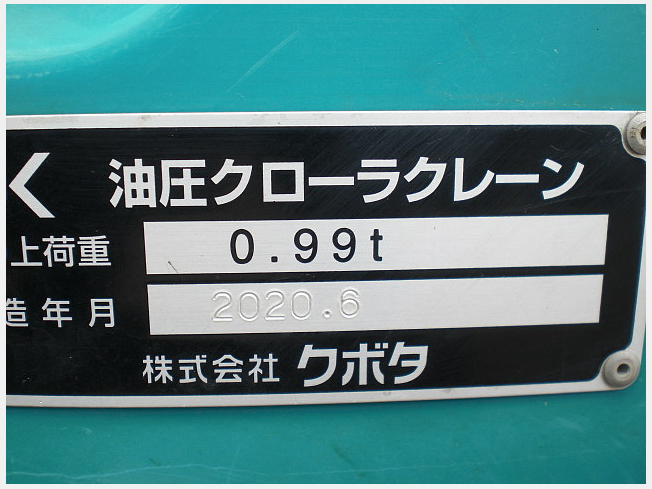 く 油圧クローラクレーン
上荷重 0.99t
造年月 2020.6
株式会社 クボタ